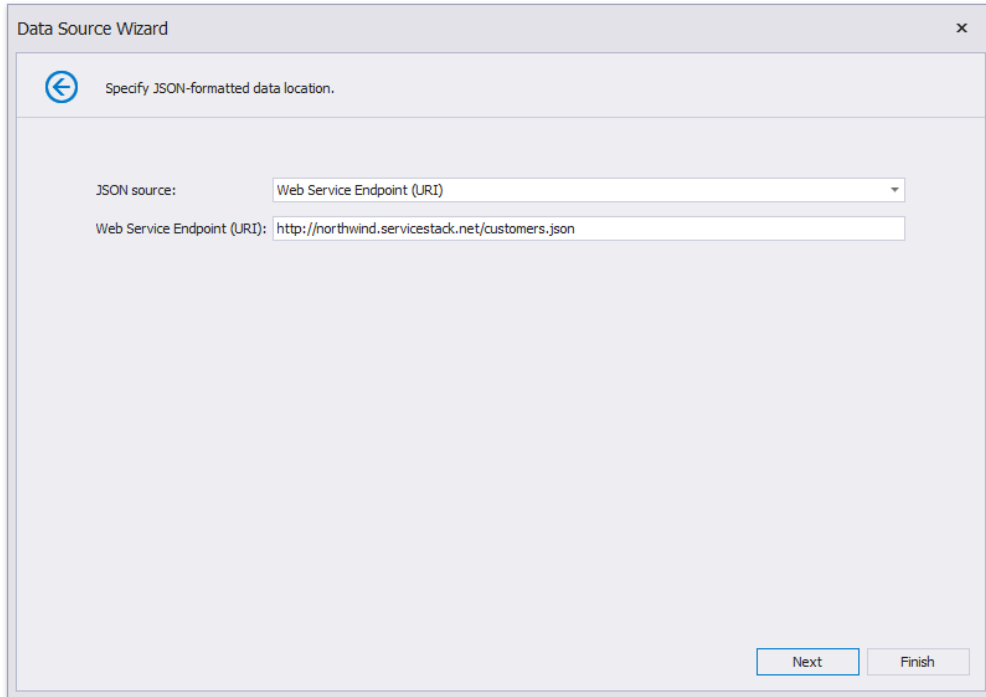 Data Source Wizard
Specify JSON-formatted data location.
JSON source: Web Service Endpoint (URI)
Web Service Endpoint (URI): http://northwind.servicestack.net/customers.json
Next Finish